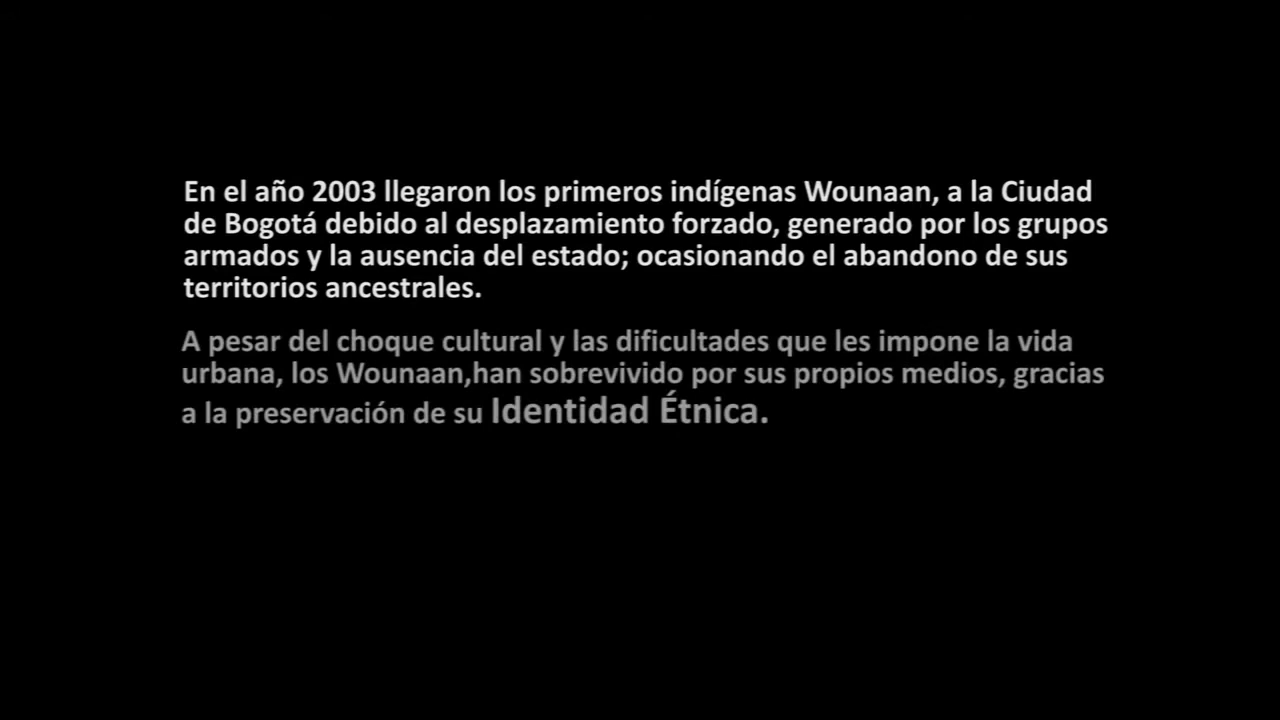 En el año 2003 llegaron los primeros indígenas Wounaan, a la Ciudad
de Bogotá debido al desplazamiento forzado, generado por los grupos
armados y la ausencia del estado; ocasionando el abandono de sus
territorios ancestrales.
A pesar del choque cultural y las dificultades que les impone la vida
urbana, los Wounaan,han sobrevivido por sus propios medios, gracias
a la preservación de su Identidad Étnica.